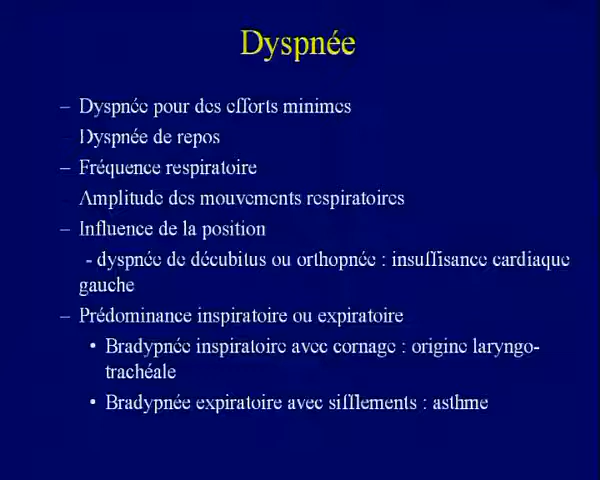 Dyspnée
– Dyspnée pour des efforts minimes
Dyspnée de repos
– Fréquence respiratoire
Amplitude des mouvements respiratoires
– Influence de la position
- dyspnée de décubitus ou orthopnée : insuffisance cardiaque
gauche
– Prédominance inspiratoire ou expiratoire
• Bradypnée inspiratoire avec cornage : origine laryngo-
trachéale
• Bradypnée expiratoire avec sifflements : asthme